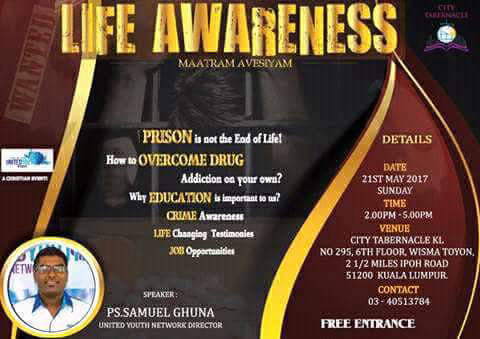 WANTED
LIFE AWARENESS
MAATRAM AVESIYAM
CITY
TABERNACLE
UNITED
A CHRISTIAN EVENT!
PRISON is not the End of Life!
How to OVERCOME DRUG
Addiction on your own?
Why EDUCATION is important to us?
CRIME Awareness
LIFE Changing Testimonies
JOB Opportunities
SPEAKER :
PS.SAMUEL GHUNA
UNITED YOUTH NETWORK DIRECTOR
DETAILS
DATE
21ST MAY 2017
SUNDAY
TIME
2.00PM - 5.00PM
VENUE
CITY TABERNACLE KL
NO 295, 6TH FLOOR, WISMA TOYON,
2 1/2 MILES IPOH ROAD
51200 KUALA LUMPUR.
CONTACT
03 - 40513784
FREE ENTRANCE